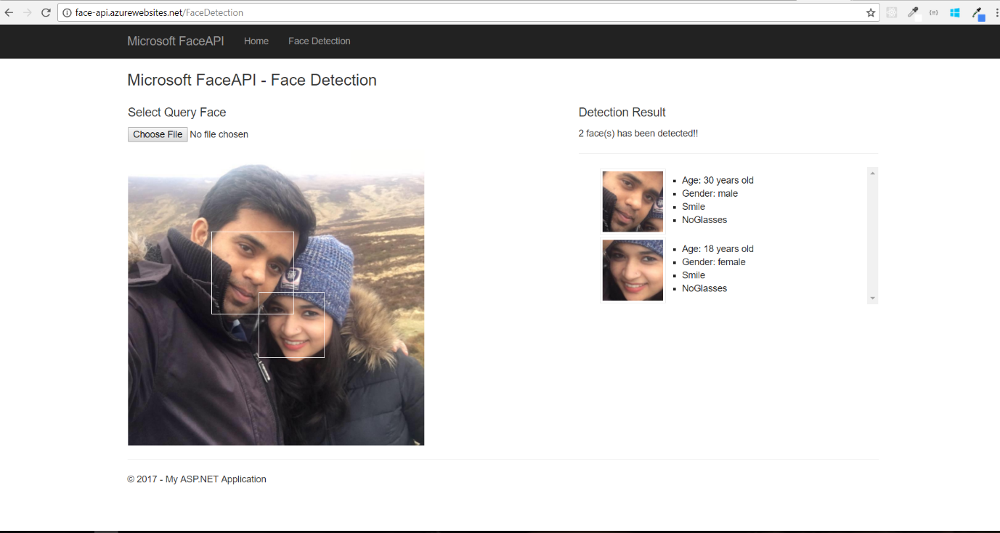 face-api.azurewebsites.net/FaceDetection
Microsoft FaceAPI Home Face Detection
Microsoft FaceAPI - Face Detection
Select Query Face
Choose File No file chosen
Detection Result
2 face(s) has been detected!!
Age: 30 years old
Gender: male
Smile
NoGlasses
Age: 18 years old
Gender: female
Smile
NoGlasses
© 2017 - My ASP.NET Application